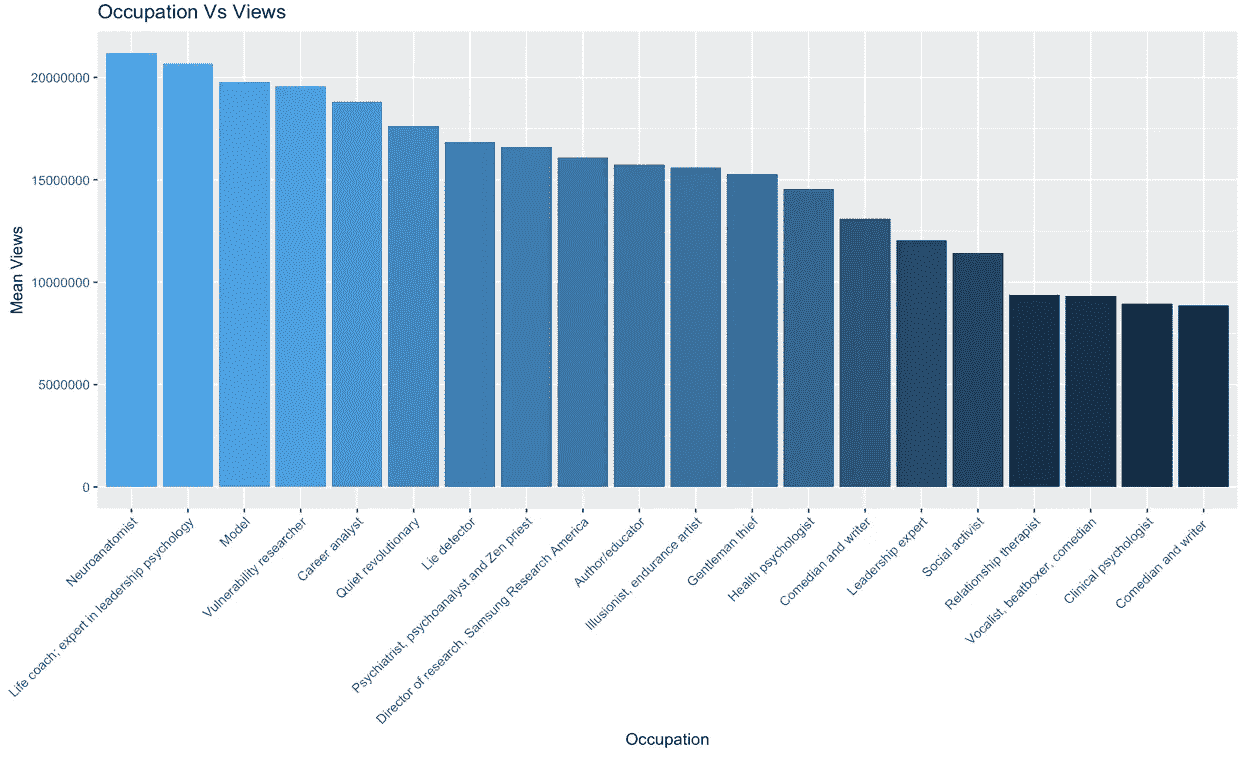 Occupation Vs Views
Mean Views
20000000
15000000
10000000
5000000
0
Neuroanatomist
Life coach; expert in leadership psychology
Model
Vulnerability researcher
Career analyst
Quiet revolutionary
Lie detector
Psychiatrist, psychoanalyst and Zen priest
Director of research, Samsung Research America
Author/educator
Illusionist, endurance artist
Gentleman thief
Health psychologist
Comedian and writer
Leadership expert
Social activist
Relationship therapist
Vocalist, beatboxer, comedian
Clinical psychologist
Comedian and writer
Occupation